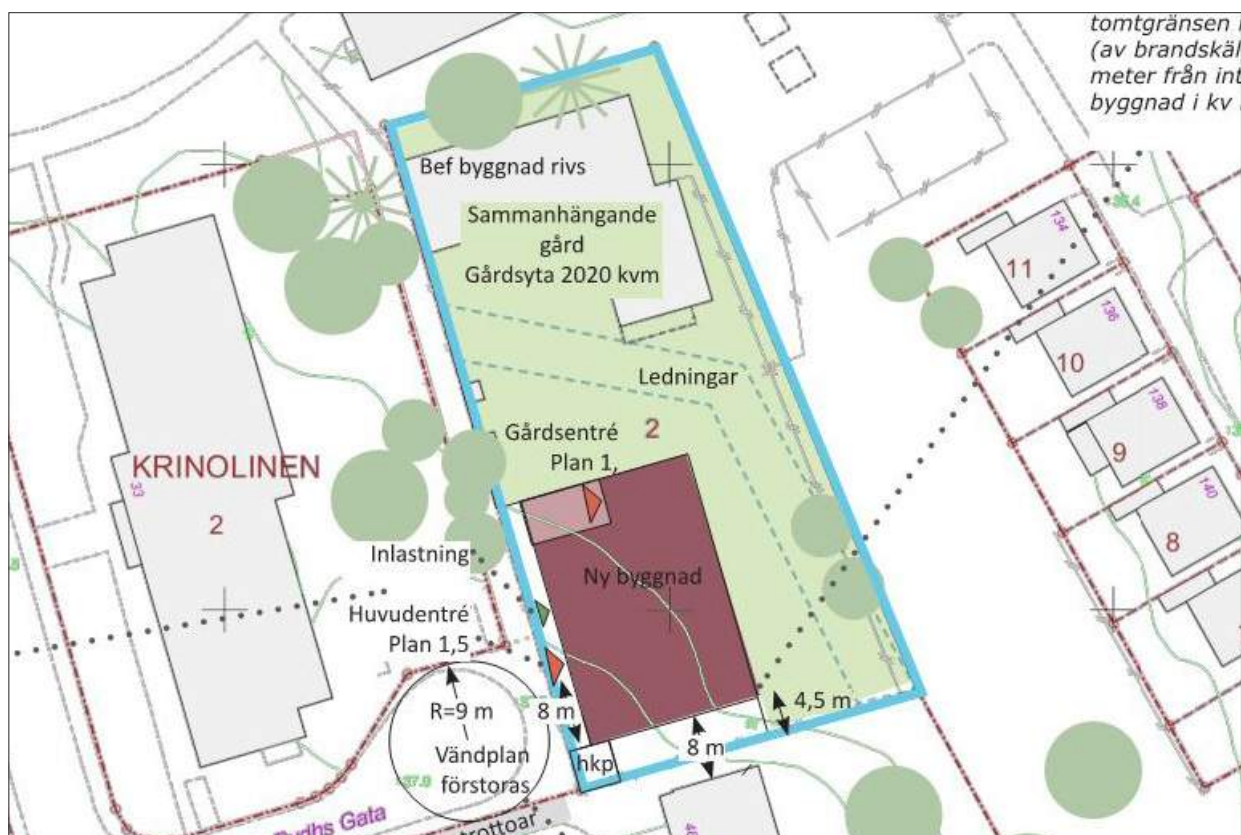 tomtgränsen
(av brandskäl
meter från
byggnad i kv
Bef byggnad rivs
Sammanhängande
gård
Gårdsyta 2020 kvm
134
11
136
10
Ledningar
138
9
2
Gårdsentré
Plan 1,
KRINOLINEN
33
2
140
8
Inlastning
Ny byggnad
Huvudentré
Plan 1,5
R=9 m
8 m
4,5 m
8 m
Vändplan
förstoras
hkp
Gata
trottoar